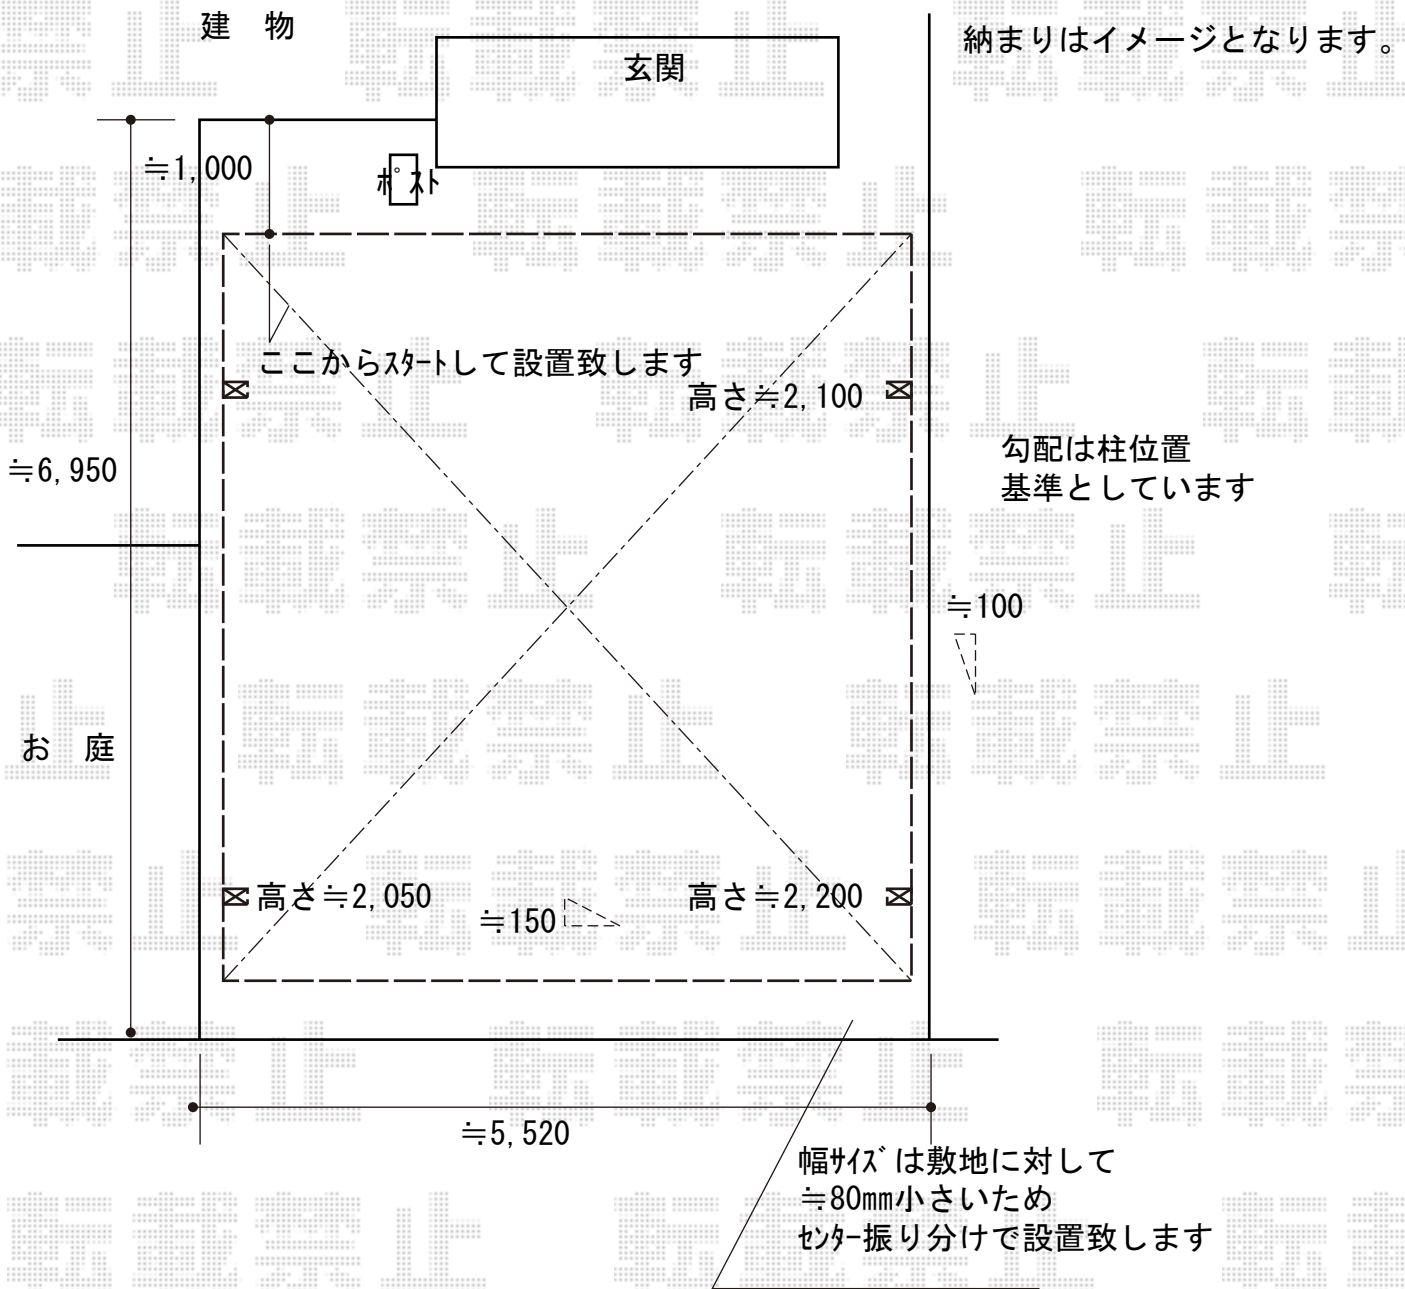 建　物
納まりはイメージとなります。
玄関
≒1,000
ﾎﾟｽﾄ
ここからｽﾀｰﾄして設置致します
高さ≒2,100
勾配は柱位置
基準としています
≒6,950
≒100
お　庭
高さ≒2,050
≒150
高さ≒2,200
≒5,520
幅ｻｲｽﾞは敷地に対して
≒80mm小さいため
ｾﾝﾀｰ振り分けで設置致します
転載禁止